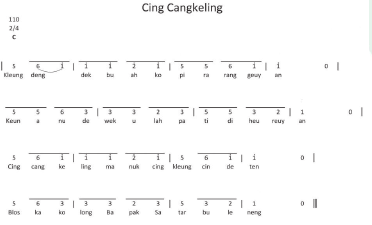 Cing Cangkeling
110
2/4
C
| 5 6 1 | 1 1 2 1 | 5 5 6 1 | 1 0 |
Kleung deng dek bu ah ko pi ra rang geuy an
5 5 6 3 | 3 3 2 3 | 5 5 3 2 | 1 0 |
Keun a nu de wek u lah pa ti di heu reuy an
5 6 1 | 1 1 2 1 | 5 6 1 | 1 0 |
Cing cang ke ling ma nuk cing kleung cin de ten
5 6 3 | 3 3 2 3 | 5 3 2 | 1 0 ||
Blos ka ko long Ba pak Sa tar bu le neng